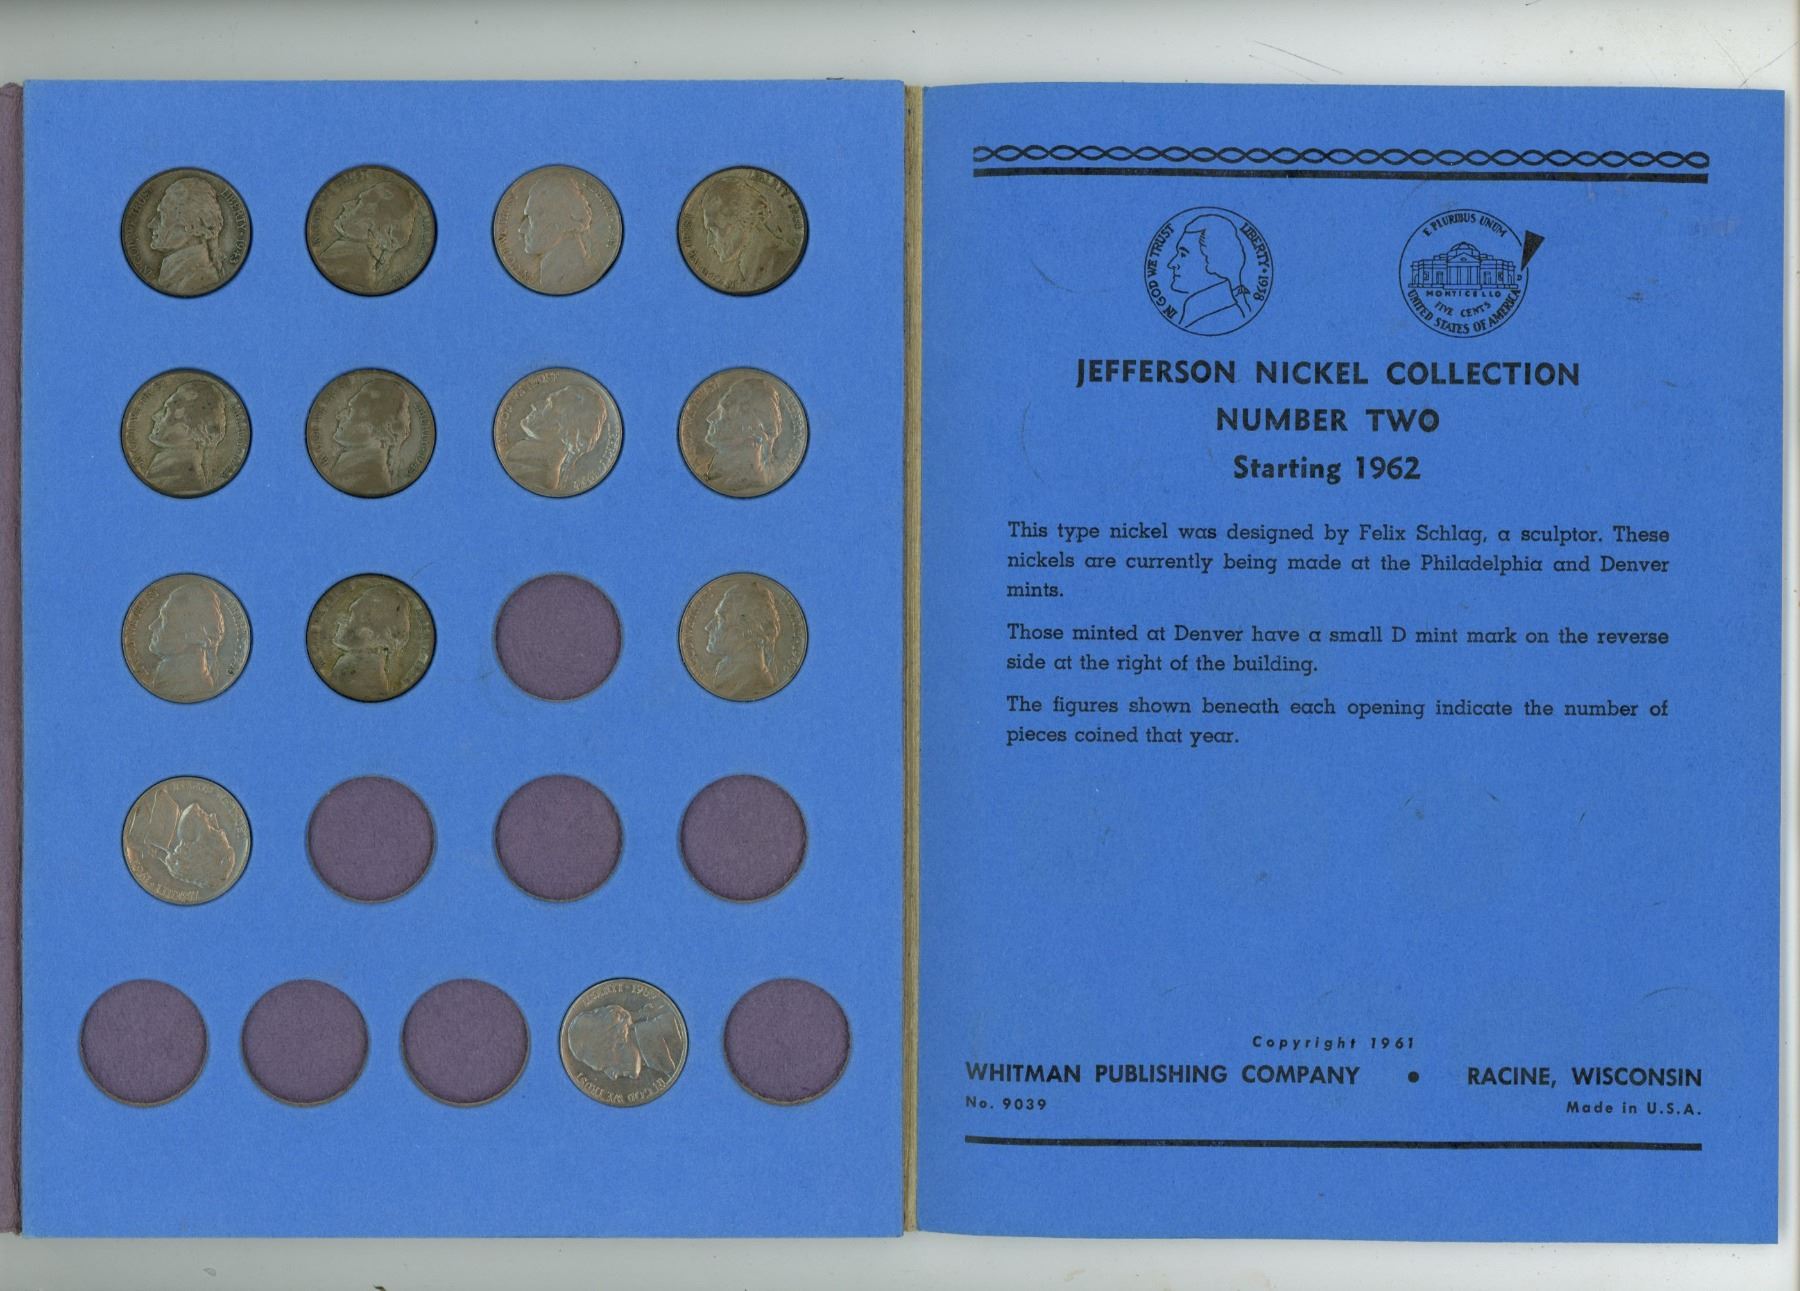 IN GOD WE TRUST
LIBERTY • 1938
E PLURIBUS UNUM
MONTICELLO
FIVE CENTS
UNITED STATES OF AMERICA
JEFFERSON NICKEL COLLECTION
NUMBER TWO
Starting 1962
This type nickel was designed by Felix Schlag, a sculptor. These
nickels are currently being made at the Philadelphia and Denver
mints.
Those minted at Denver have a small D mint mark on the reverse
side at the right of the building.
The figures shown beneath each opening indicate the number of
pieces coined that year.
Copyright 1961
WHITMAN PUBLISHING COMPANY • RACINE, WISCONSIN
No. 9039
Made in U.S.A.